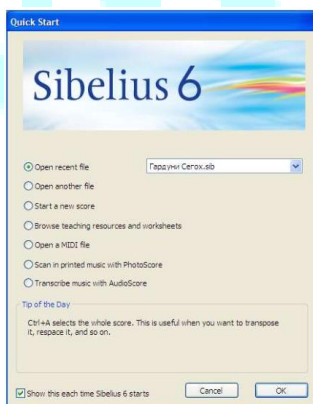 Quick Start
Sibelius 6
Open recent file
Гардуни Сегох.sib
Open another file
Start a new score
Browse teaching resources and worksheets
Open a MIDI file
Scan in printed music with PhotoScore
Transcribe music with AudioScore
Tip of the Day
Ctrl+A selects the whole score. This is useful when you want to transpose
it, respace it, and so on.
Show this each time Sibelius 6 starts
Cancel
OK